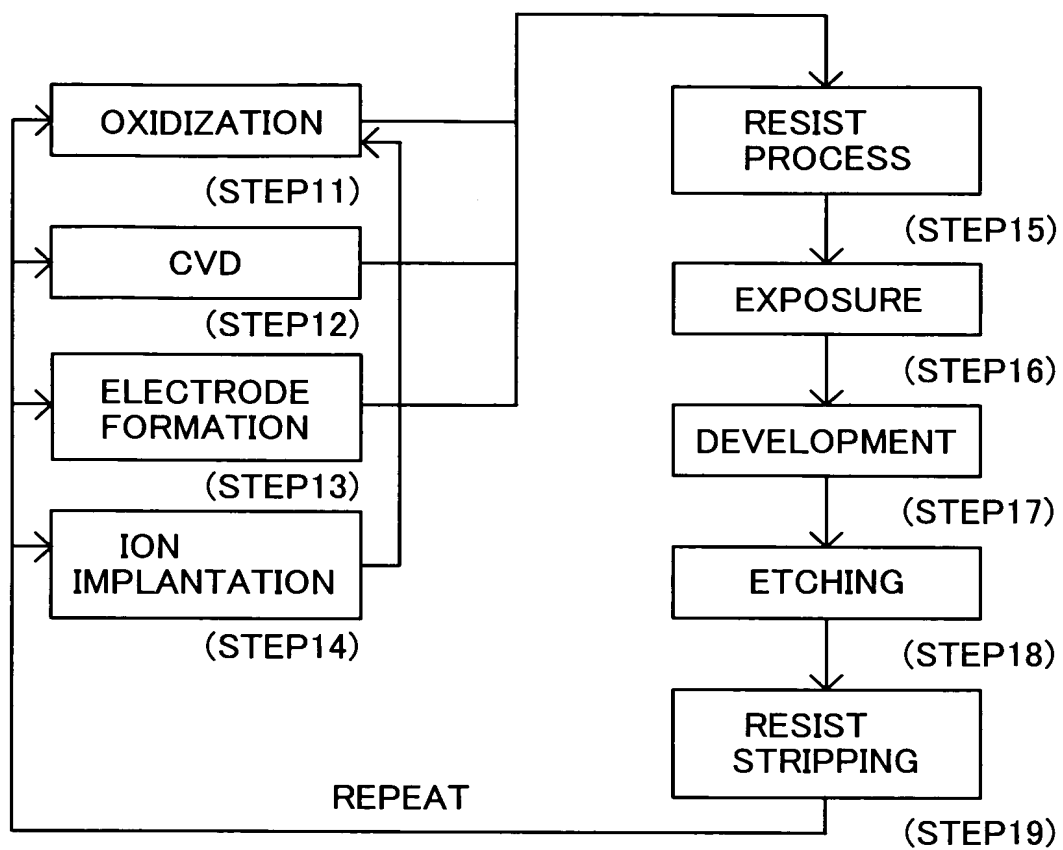 OXIDIZATION
(STEP11)
CVD
(STEP12)
ELECTRODE
FORMATION
(STEP13)
ION
IMPLANTATION
(STEP14)
RESIST
PROCESS
(STEP15)
EXPOSURE
(STEP16)
DEVELOPMENT
(STEP17)
ETCHING
(STEP18)
RESIST
STRIPPING
(STEP19)
REPEAT